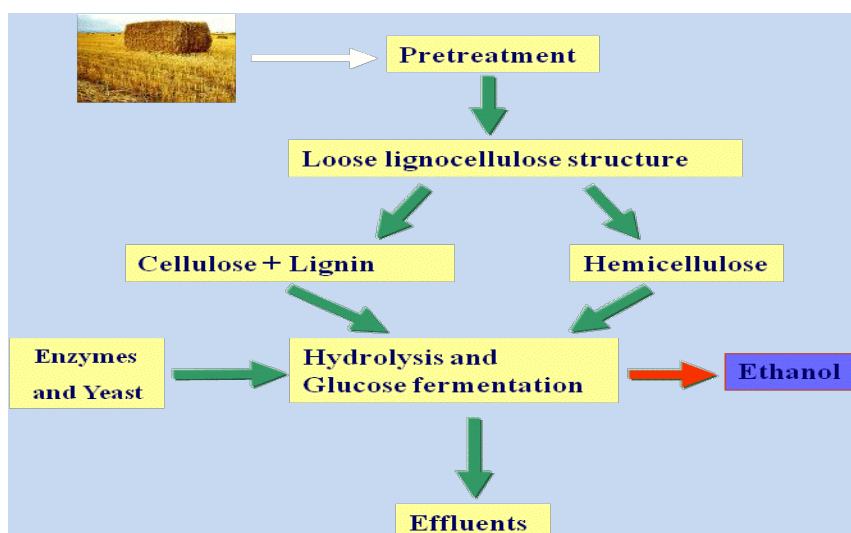 Pretreatment
Loose lignocellulose structure
Cellulose + Lignin
Hemicellulose
Enzymes
and Yeast
Hydrolysis and
Glucose fermentation
Ethanol
Effluents